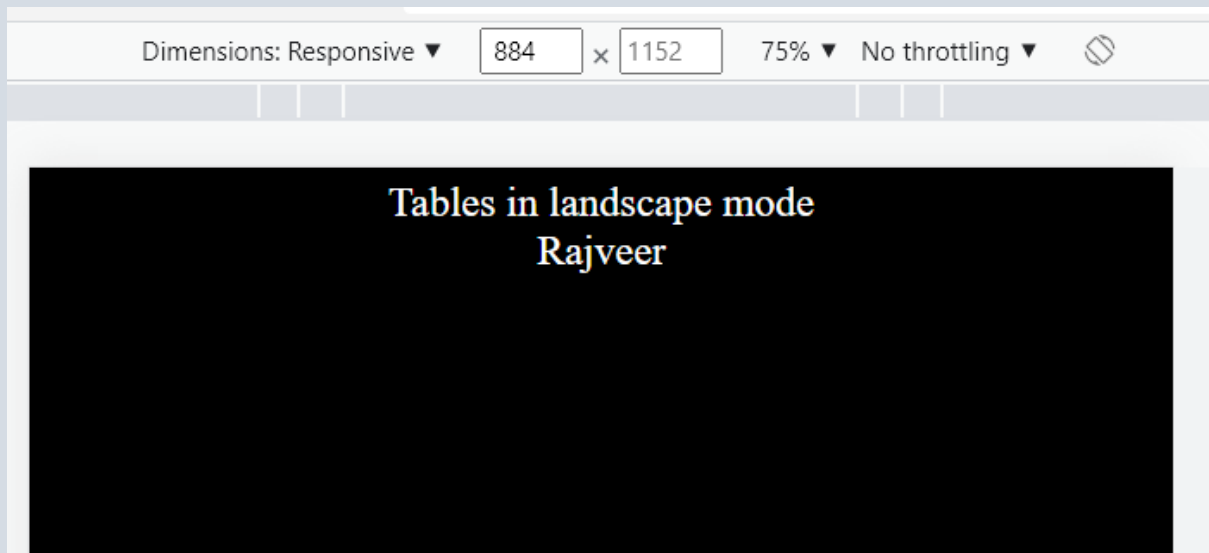 Dimensions: Responsive ▼ 884 × 1152 75% ▼ No throttling ▼
Tables in landscape mode
Rajveer